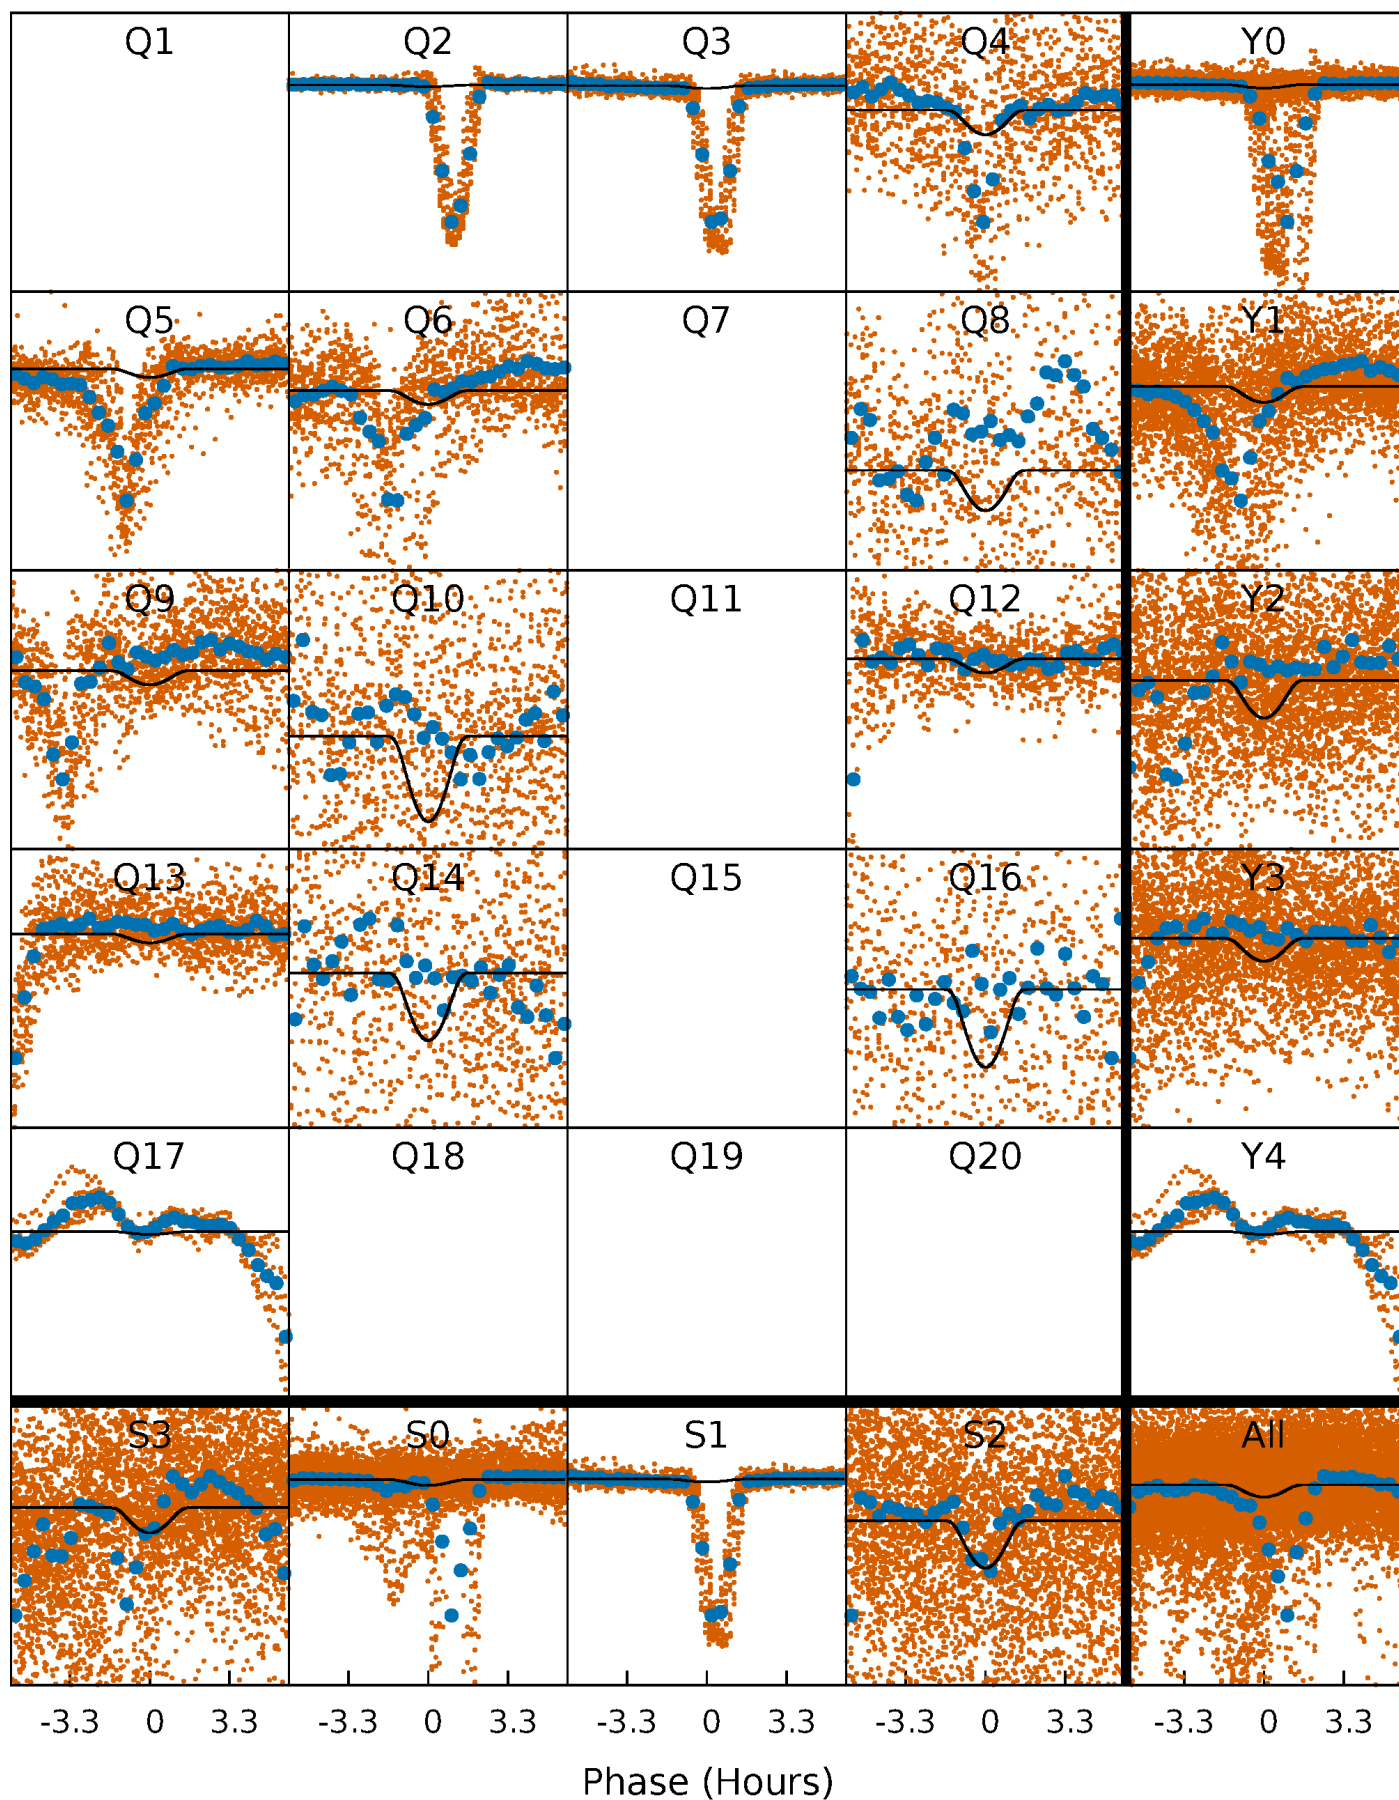 Q1 Q2 Q3 Q4 Y0
Q5 Q6 Q7 Q8 Y1
Q9 Q10 Q11 Q12 Y2
Q13 Q14 Q15 Q16 Y3
Q17 Q18 Q19 Q20 Y4
S3 S0 S1 S2 All
-3.3 0 3.3 -3.3 0 3.3 -3.3 0 3.3 -3.3 0 3.3 -3.3 0 3.3
Phase (Hours)